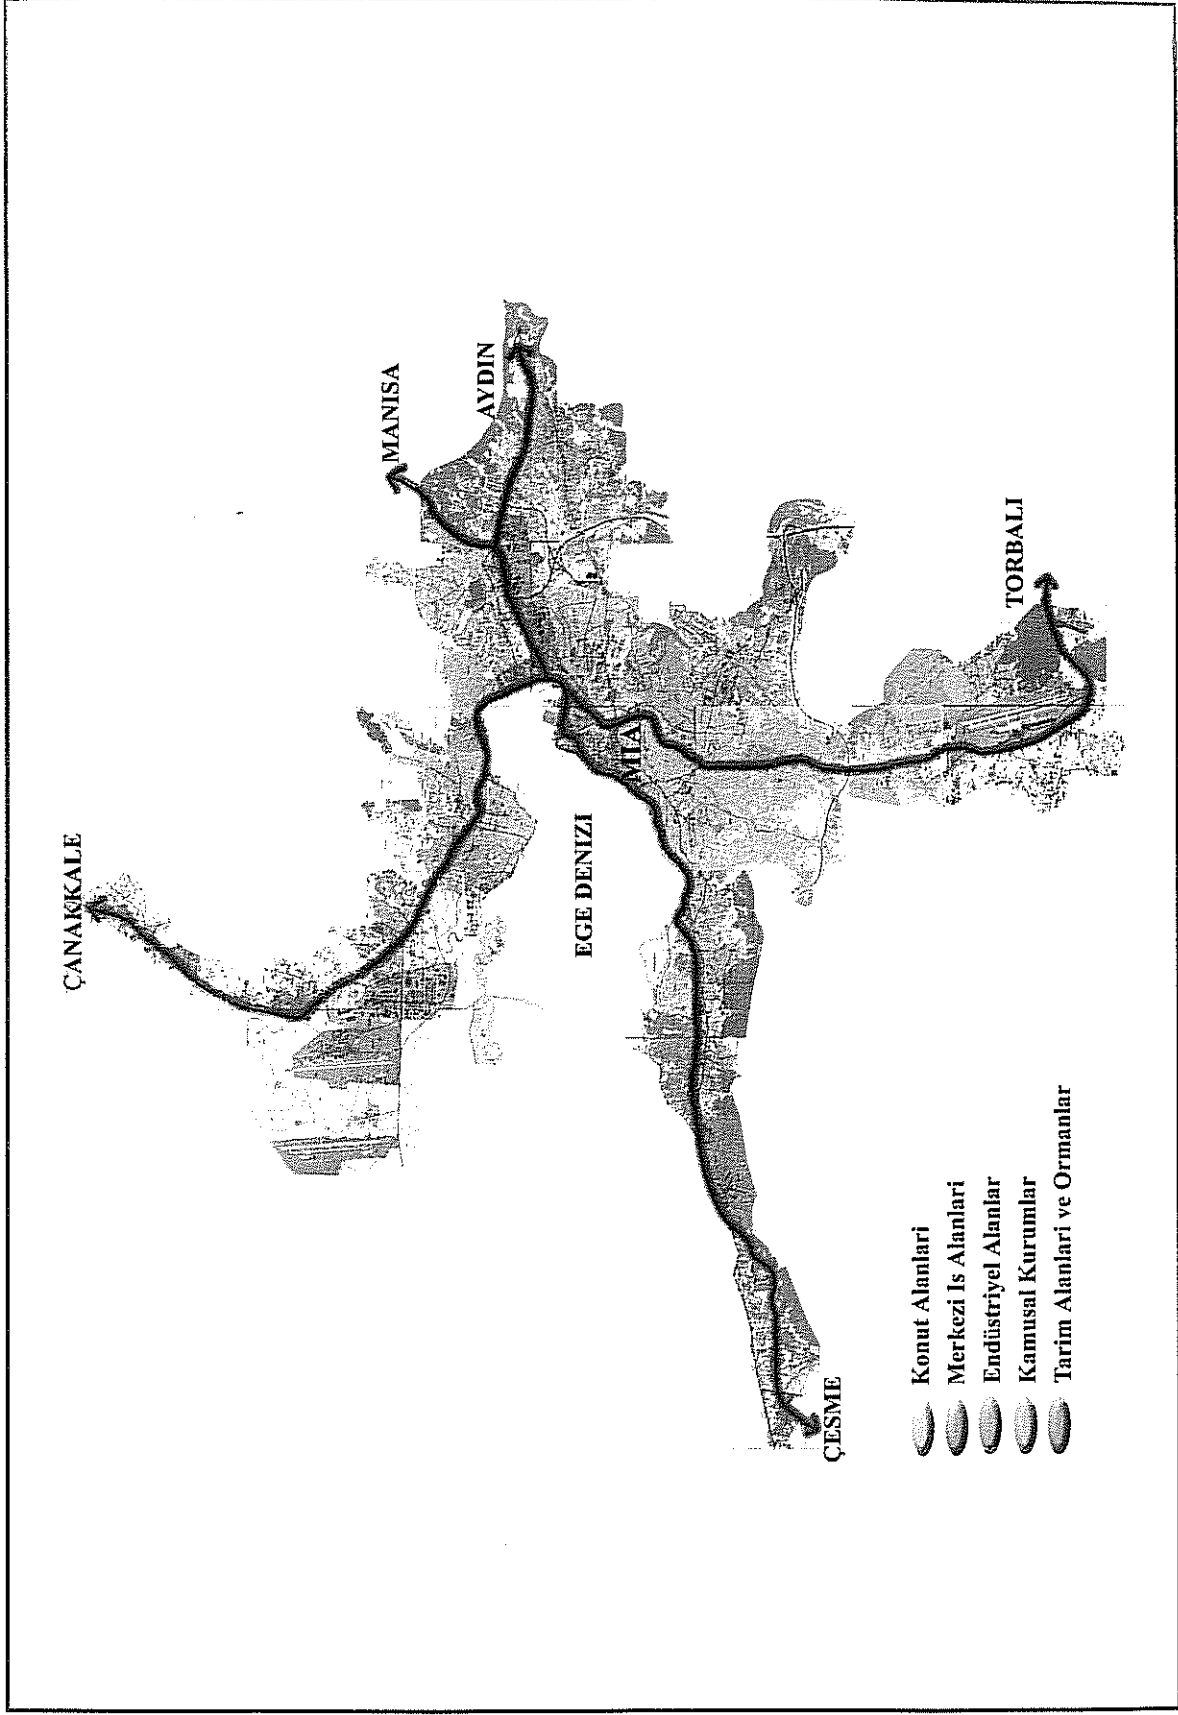 ÇANAKKALE
MANISA
AYDIN
EGE DENIZI
MIA
TORBALI
ÇESME
Konut Alanlari
Merkezi Is Alanlari
Endüstriyel Alanlar
Kamusal Kurumlar
Tarim Alanlari ve Ormanlar